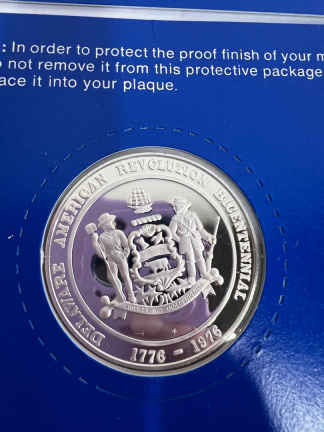 : In order to protect the proof finish of your m
o not remove it from this protective package
ace it into your plaque.
DELAWARE AMERICAN REVOLUTION BICENTENNIAL
1776 – 1976